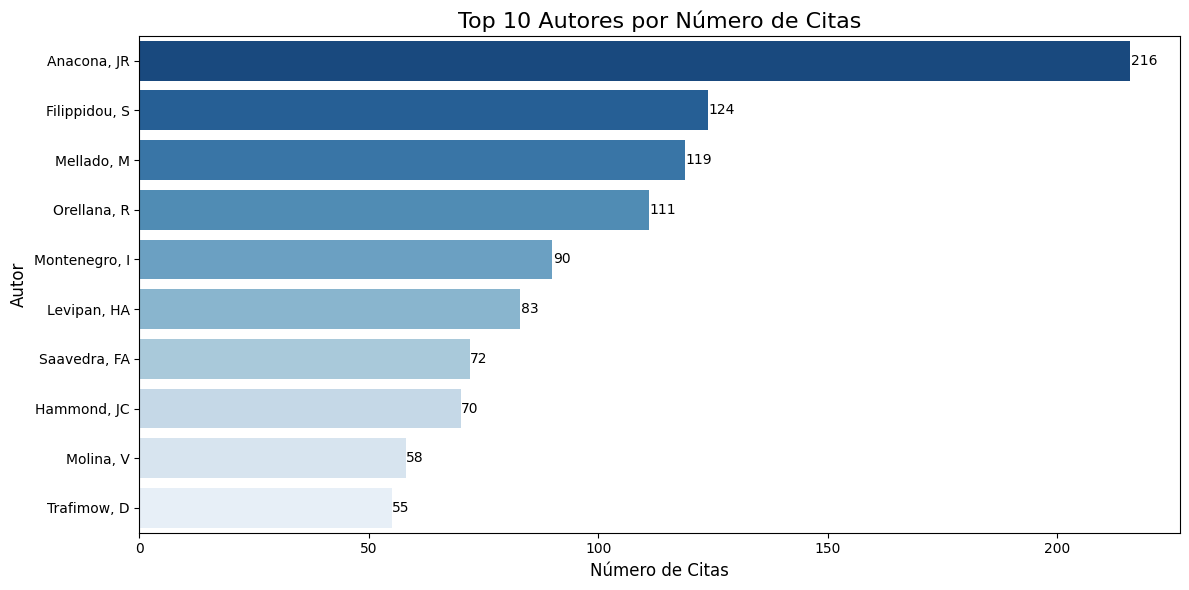 Top 10 Autores por Número de Citas
Autor
Anacona, JR 216
Filippidou, S 124
Mellado, M 119
Orellana, R 111
Montenegro, I 90
Levipan, HA 83
Saavedra, FA 72
Hammond, JC 70
Molina, V 58
Trafimow, D 55
0 50 100 150 200
Número de Citas